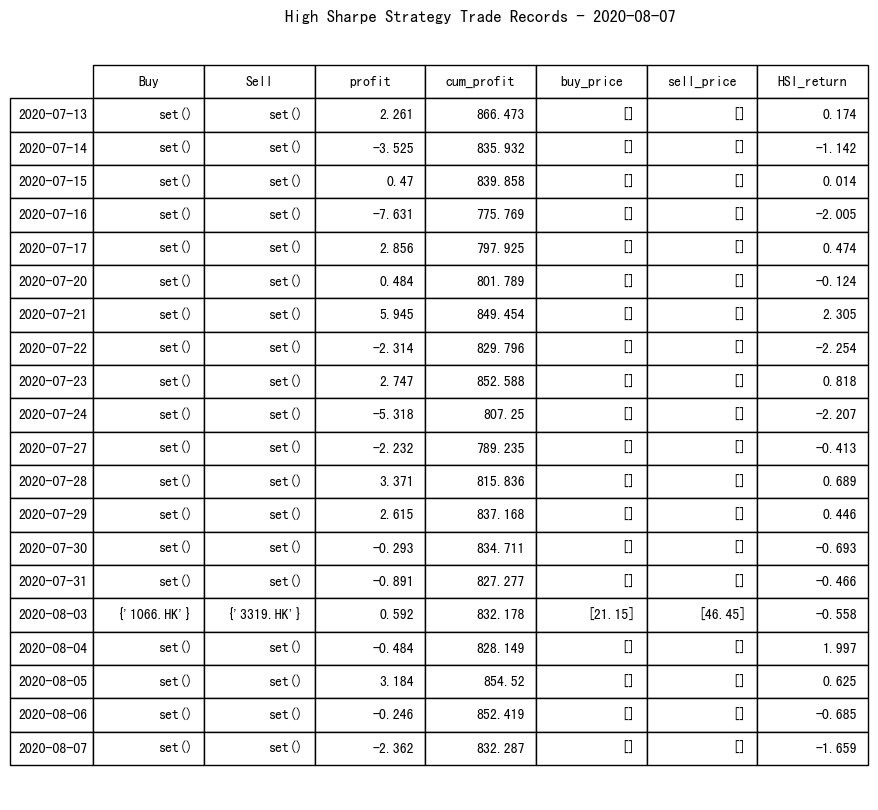 High Sharpe Strategy Trade Records - 2020-08-07
Buy Sell profit cum_profit buy_price sell_price HSI_return
2020-07-13 set() set() 2.261 866.473 [] [] 0.174
2020-07-14 set() set() -3.525 835.932 [] [] -1.142
2020-07-15 set() set() 0.47 839.858 [] [] 0.014
2020-07-16 set() set() -7.631 775.769 [] [] -2.005
2020-07-17 set() set() 2.856 797.925 [] [] 0.474
2020-07-20 set() set() 0.484 801.789 [] [] -0.124
2020-07-21 set() set() 5.945 849.454 [] [] 2.305
2020-07-22 set() set() -2.314 829.796 [] [] -2.254
2020-07-23 set() set() 2.747 852.588 [] [] 0.818
2020-07-24 set() set() -5.318 807.25 [] [] -2.207
2020-07-27 set() set() -2.232 789.235 [] [] -0.413
2020-07-28 set() set() 3.371 815.836 [] [] 0.689
2020-07-29 set() set() 2.615 837.168 [] [] 0.446
2020-07-30 set() set() -0.293 834.711 [] [] -0.693
2020-07-31 set() set() -0.891 827.277 [] [] -0.466
2020-08-03 {'1066.HK'} {'3319.HK'} 0.592 832.178 [21.15] [46.45] -0.558
2020-08-04 set() set() -0.484 828.149 [] [] 1.997
2020-08-05 set() set() 3.184 854.52 [] [] 0.625
2020-08-06 set() set() -0.246 852.419 [] [] -0.685
2020-08-07 set() set() -2.362 832.287 [] [] -1.659